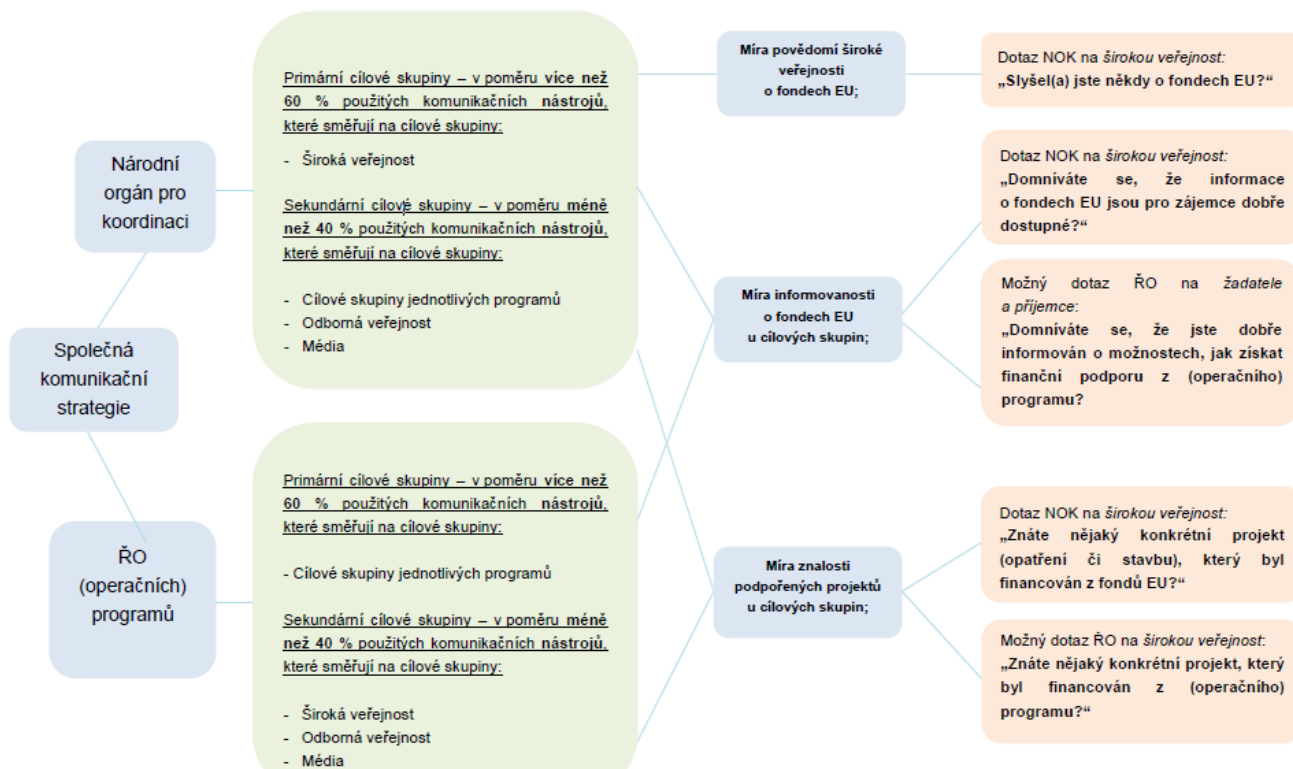 Společná
komunikační
strategie
Národní
orgán pro
koordinaci
ŘO
(operačních)
programů
Primární cílové skupiny – v poměru více než
60 % použitých komunikačních nástrojů,
které směřují na cílové skupiny:
- Široká veřejnost
Sekundární cílové skupiny – v poměru méně
než 40 % použitých komunikačních nástrojů,
které směřují na cílové skupiny:
- Cílové skupiny jednotlivých programů
- Odborná veřejnost
- Média
Primární cílové skupiny – v poměru více než
60 % použitých komunikačních nástrojů,
které směřují na cílové skupiny:
- Cílové skupiny jednotlivých programů
Sekundární cílové skupiny – v poměru méně
než 40 % použitých komunikačních nástrojů,
které směřují na cílové skupiny:
- Široká veřejnost
- Odborná veřejnost
- Média
Míra povědomí široké
veřejnosti
o fondech EU;
Míra informovanosti
o fondech EU
u cílových skupin;
Míra znalosti
podpořených projektů
u cílových skupin;
Dotaz NOK na širokou veřejnost:
„Slyšel(a) jste někdy o fondech EU?“
Dotaz NOK na širokou veřejnost:
„Domníváte se, že informace
o fondech EU jsou pro zájemce dobře
dostupné?“
Možný dotaz ŘO na žadatele
a příjemce:
„Domníváte se, že jste dobře
informován o možnostech, jak získat
finanční podporu z (operačního)
programu?
Dotaz NOK na širokou veřejnost:
„Znáte nějaký konkrétní projekt
(opatření či stavbu), který byl
financován z fondů EU?“
Možný dotaz ŘO na širokou veřejnost:
„Znáte nějaký konkrétní projekt, který
byl financován z (operačního)
programu?“